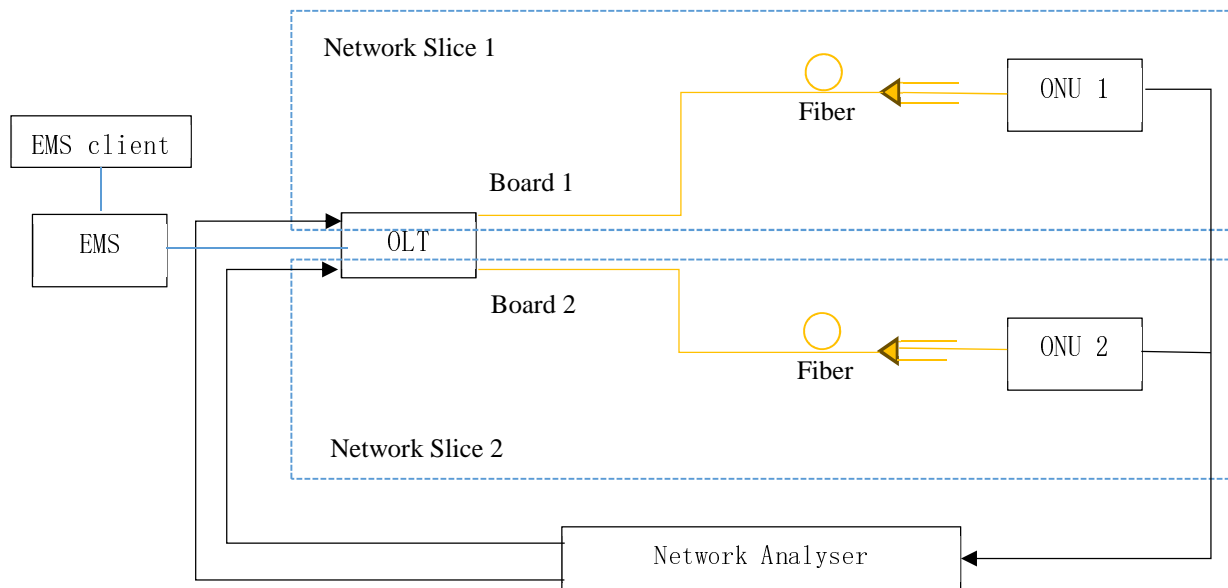 Network Slice 1
Fiber
ONU 1
EMS client
Board 1
EMS
OLT
Board 2
Fiber
ONU 2
Network Slice 2
Network Analyser